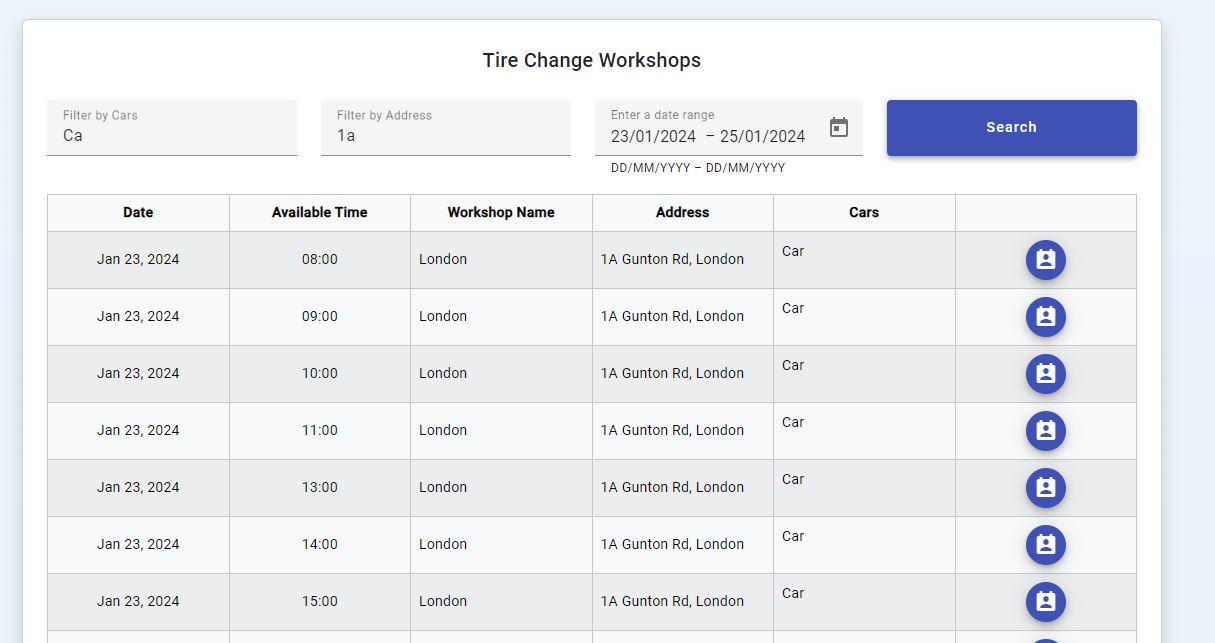 Tire Change Workshops
Filter by Cars
Ca
Filter by Address
1a
Enter a date range
23/01/2024 – 25/01/2024
DD/MM/YYYY – DD/MM/YYYY
Search
Date Available Time Workshop Name Address Cars
Jan 23, 2024 08:00 London 1A Gunton Rd, London Car
Jan 23, 2024 09:00 London 1A Gunton Rd, London Car
Jan 23, 2024 10:00 London 1A Gunton Rd, London Car
Jan 23, 2024 11:00 London 1A Gunton Rd, London Car
Jan 23, 2024 13:00 London 1A Gunton Rd, London Car
Jan 23, 2024 14:00 London 1A Gunton Rd, London Car
Jan 23, 2024 15:00 London 1A Gunton Rd, London Car